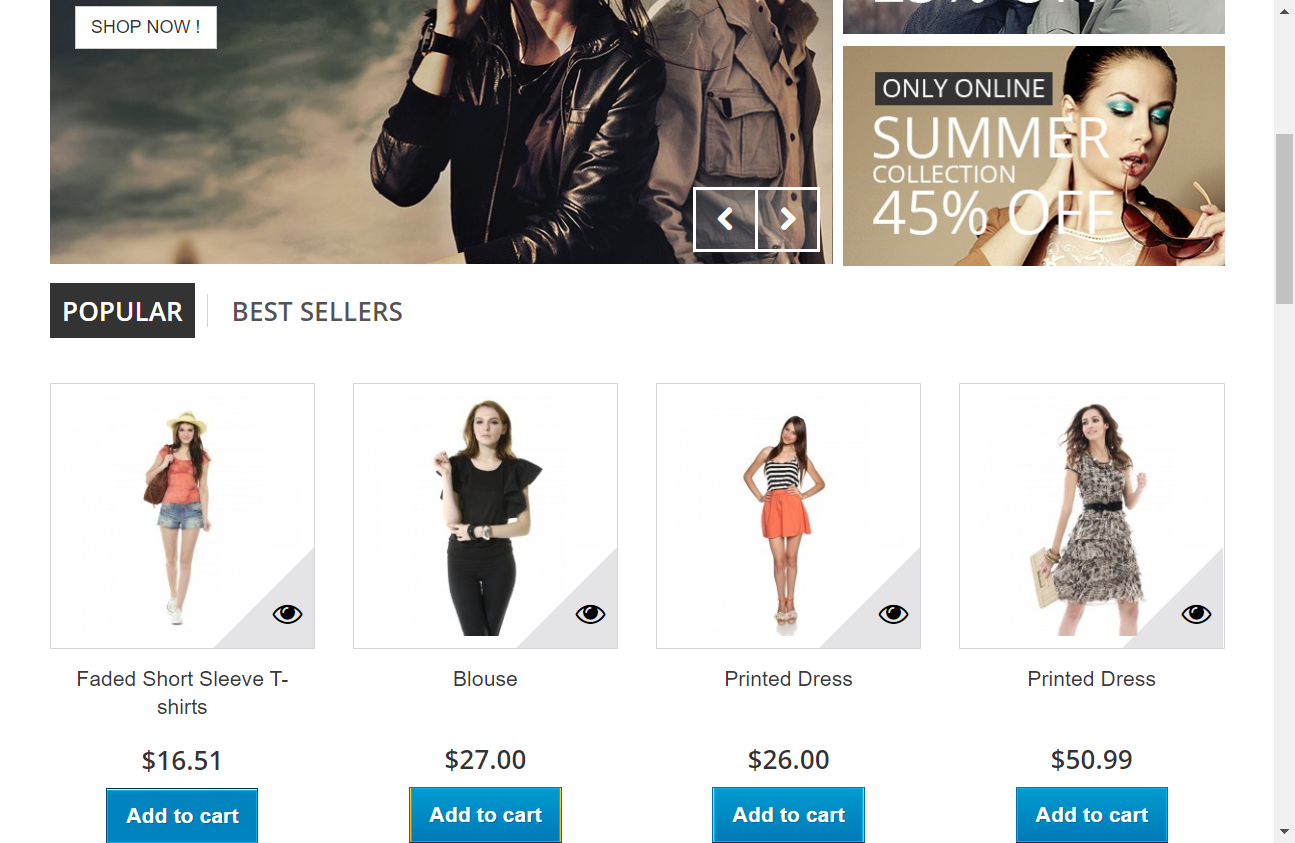 SHOP NOW !
ONLY ONLINE
SUMMER
COLLECTION
45% OFF
POPULAR
BEST SELLERS
Faded Short Sleeve T-
shirts
Blouse
Printed Dress
Printed Dress
$16.51
$27.00
$26.00
$50.99
Add to cart
Add to cart
Add to cart
Add to cart